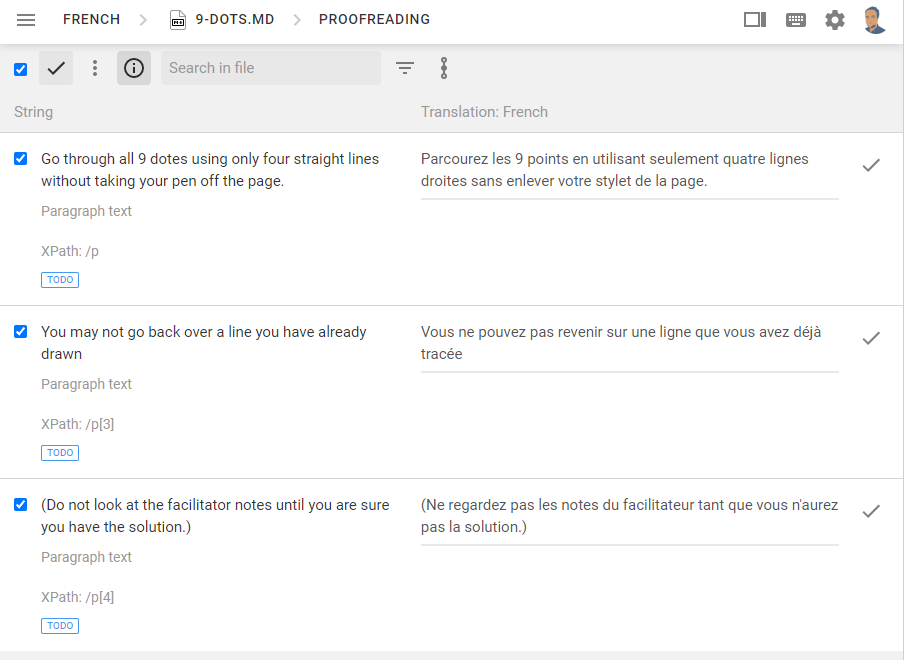 FRENCH > 9-DOTS.MD > PROOFREADING
Search in file
String
Translation: French
Go through all 9 dotes using only four straight lines
without taking your pen off the page.
Paragraph text
XPath: /p
TODO
Parcourez les 9 points en utilisant seulement quatre lignes
droites sans enlever votre stylet de la page.
You may not go back over a line you have already
drawn
Paragraph text
XPath: /p[3]
TODO
Vous ne pouvez pas revenir sur une ligne que vous avez déjà
tracée
(Do not look at the facilitator notes until you are sure
you have the solution.)
Paragraph text
XPath: /p[4]
TODO
(Ne regardez pas les notes du facilitateur tant que vous n'aurez
pas la solution.)